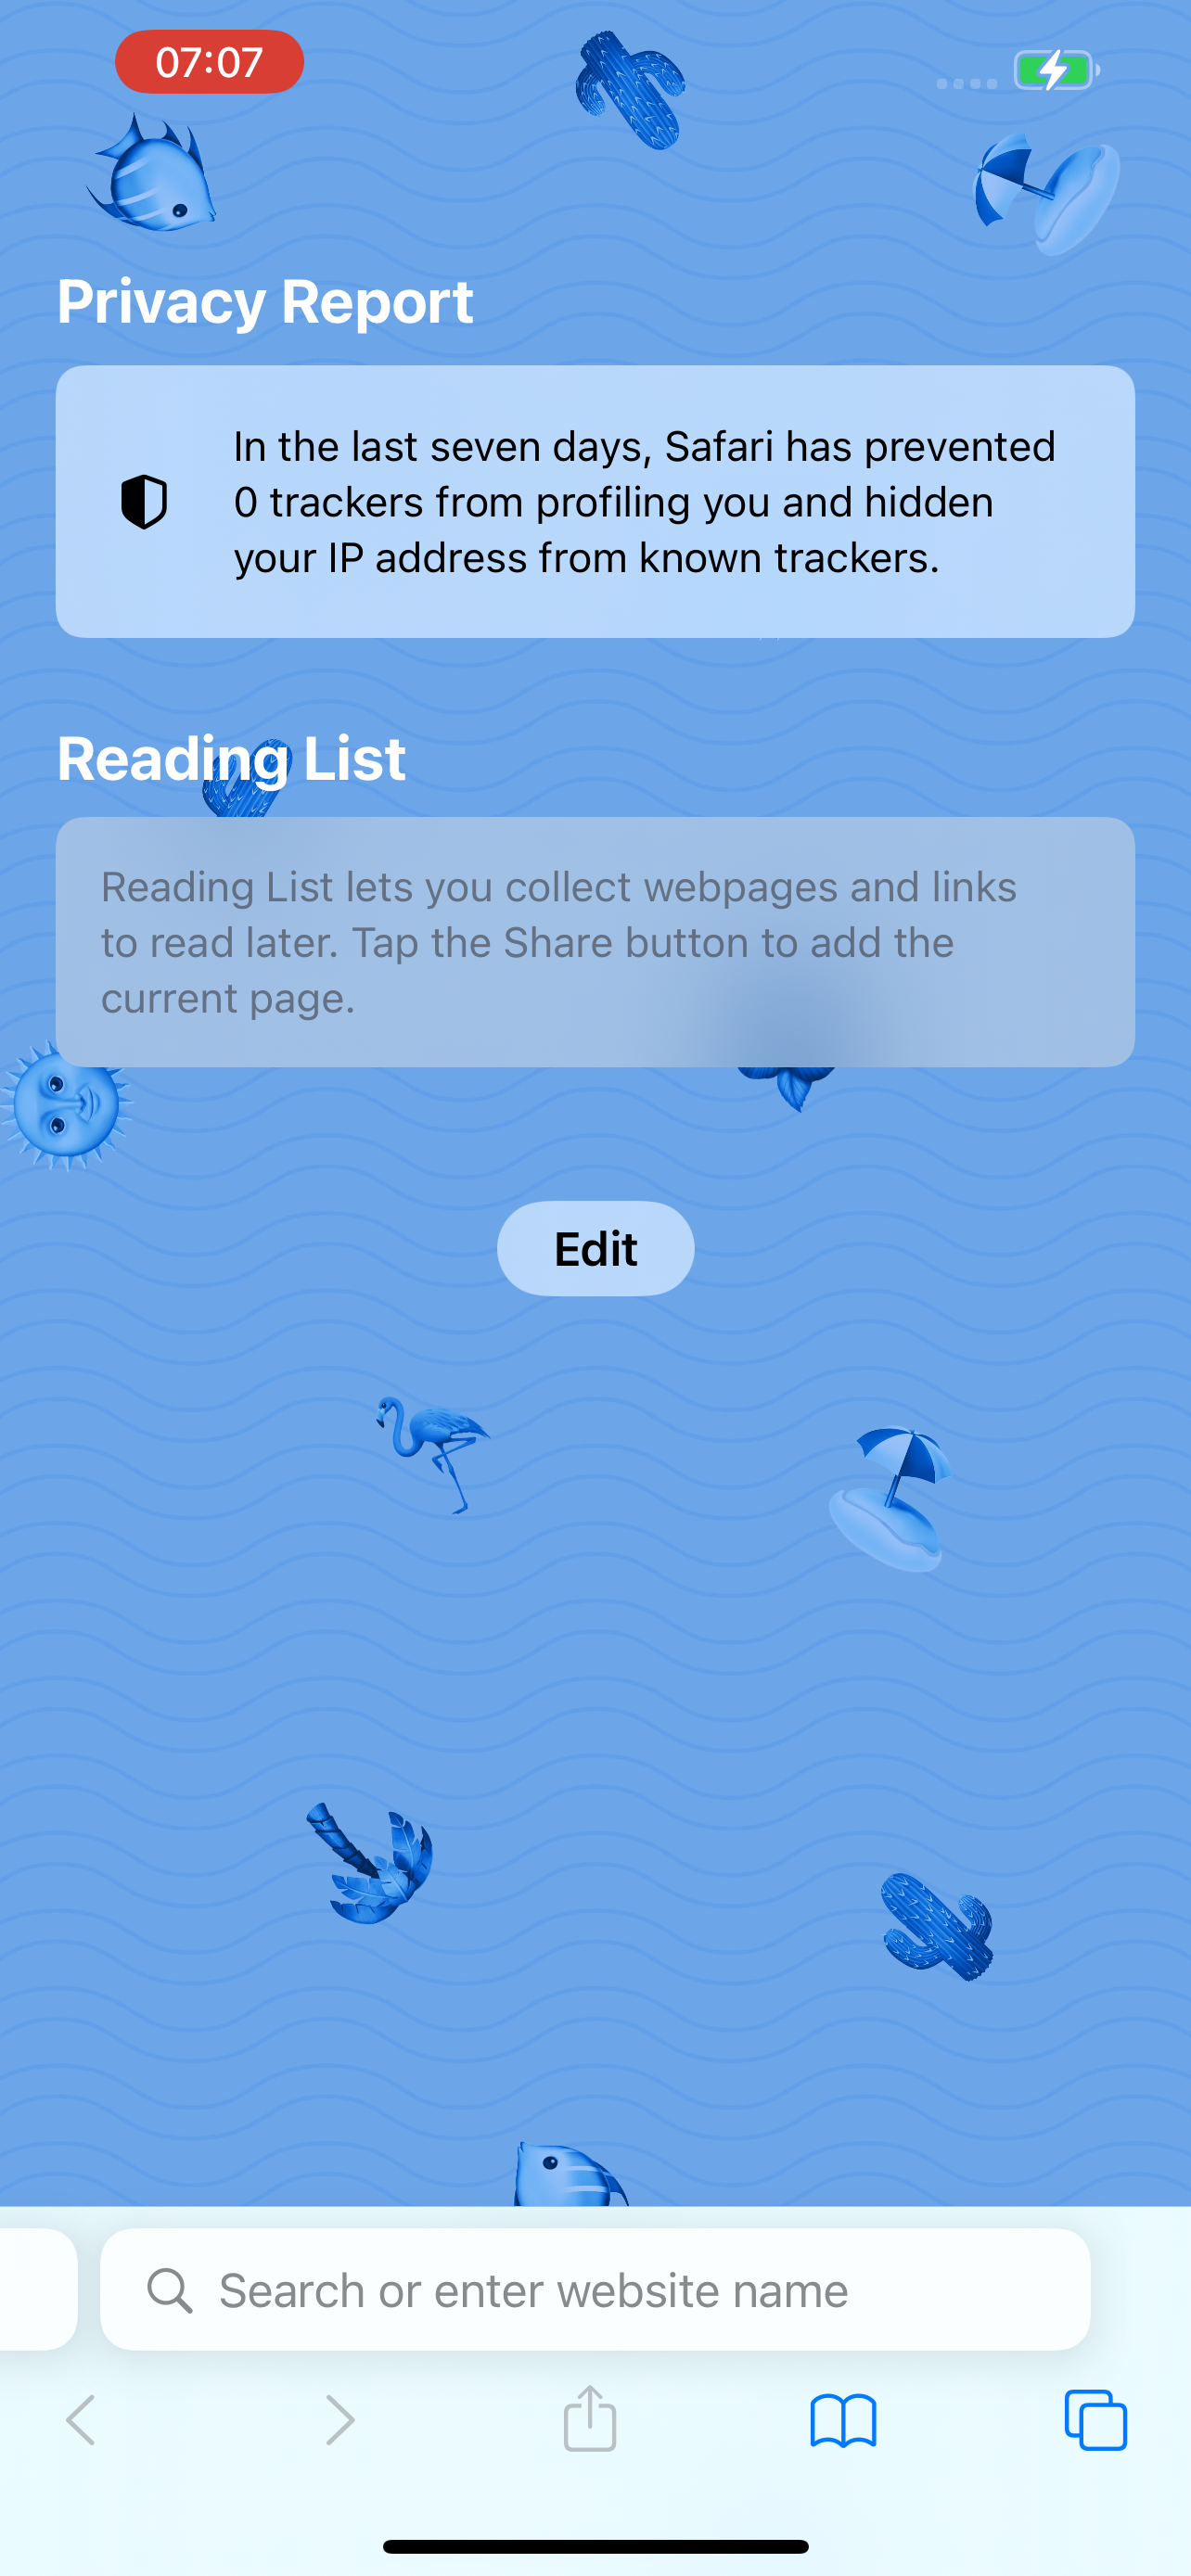 07:07
Privacy Report
In the last seven days, Safari has prevented
0 trackers from profiling you and hidden
your IP address from known trackers.
Reading List
Reading List lets you collect webpages and links
to read later. Tap the Share button to add the
current page.
Edit
Search or enter website name